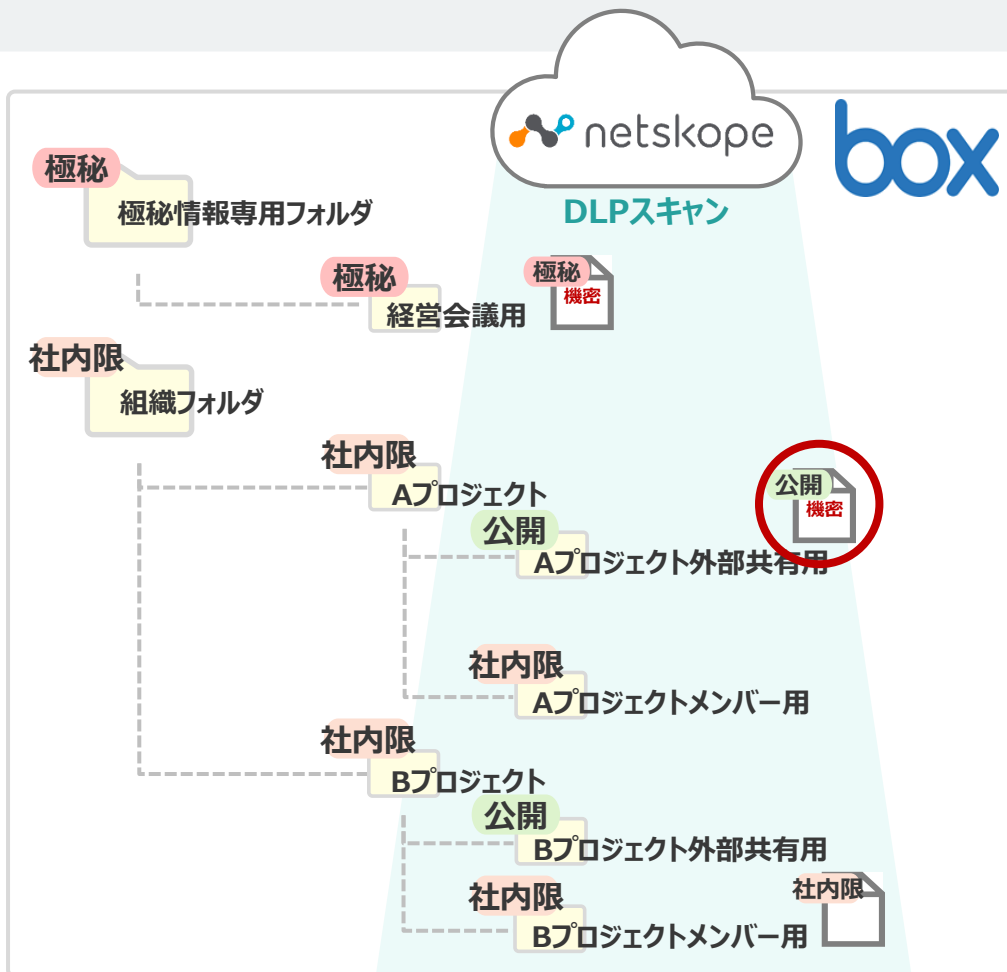 netskope
box
DLPスキャン
極秘
極秘情報専用フォルダ
極秘
経営会議用
極秘
機密
社内限
組織フォルダ
社内限
Aプロジェクト
公開
Aプロジェクト外部共有用
公開
機密
社内限
Aプロジェクトメンバー用
社内限
Bプロジェクト
公開
Bプロジェクト外部共有用
社内限
Bプロジェクトメンバー用
社内限